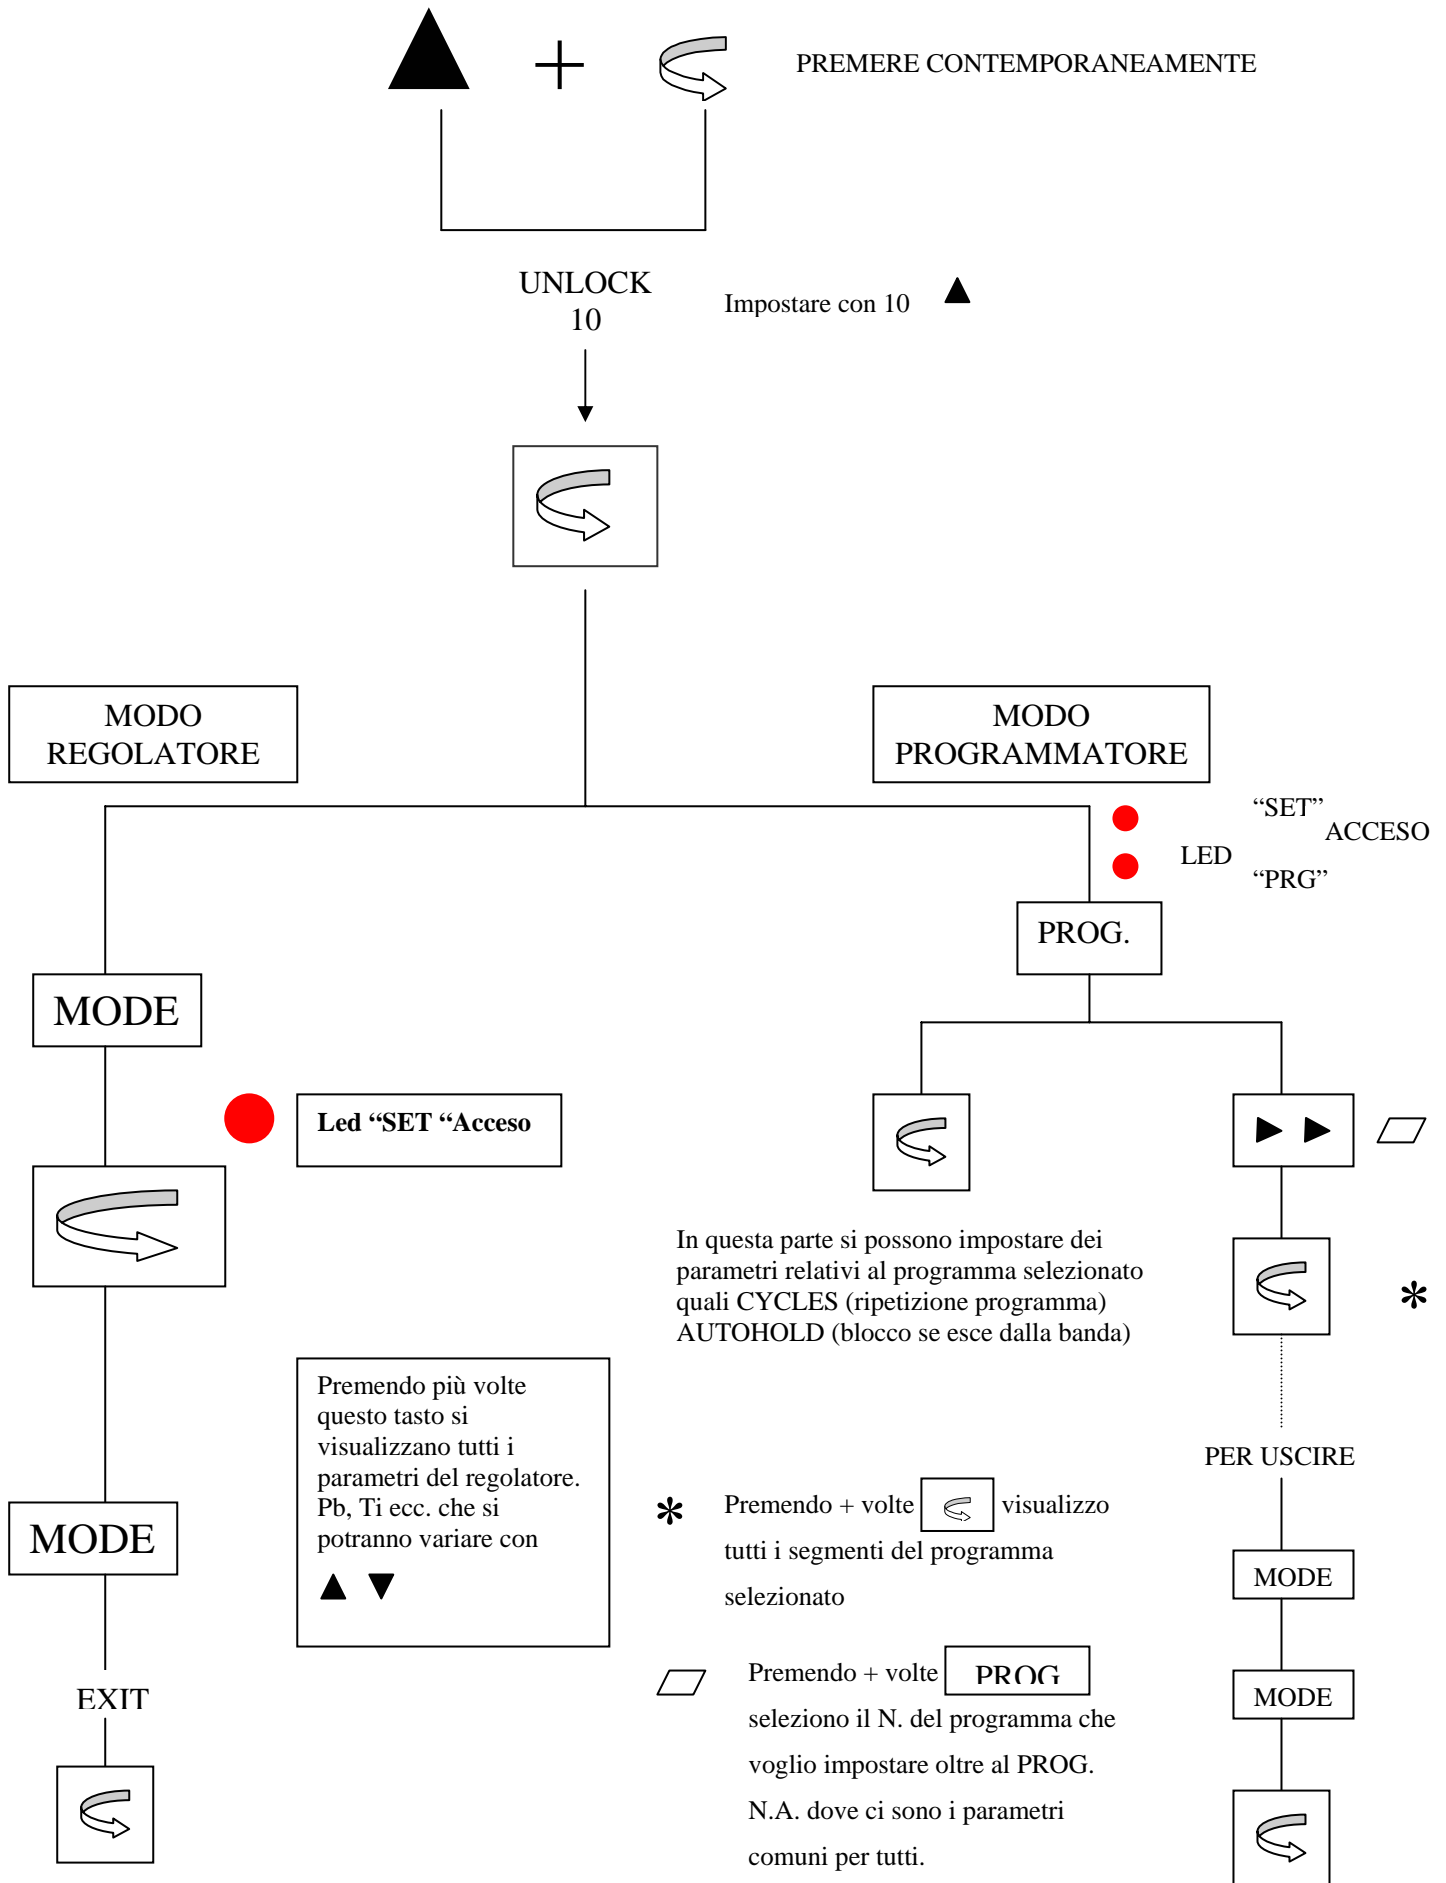 PREMERE CONTEMPORANEAMENTE
UNLOCK
10
Impostare con 10
MODO
REGOLATORE
MODO
PROGRAMMATORE
“SET”
ACCESO
LED
“PRG”
PROG.
MODE
Led “SET “Acceso
In questa parte si possono impostare dei
parametri relativi al programma selezionato
quali CYCLES (ripetizione programma)
AUTOHOLD (blocco se esce dalla banda)
*
Premendo più volte
questo tasto si
visualizzano tutti i
parametri del regolatore.
Pb, Ti ecc. che si
potranno variare con
PER USCIRE
MODE
* Premendo + volte visualizzo
tutti i segmenti del programma
selezionato
MODE
Premendo + volte PROG
seleziono il N. del programma che
voglio impostare oltre al PROG.
N.A. dove ci sono i parametri
comuni per tutti.
EXIT
MODE